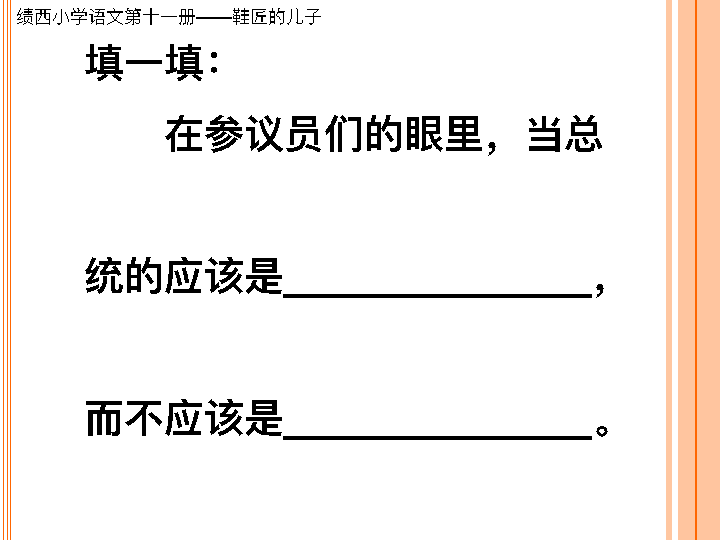 绩西小学语文第十一册——鞋匠的儿子
填一填：
在参议员们的眼里，当总
统的应该是_______________，
而不应该是_______________。